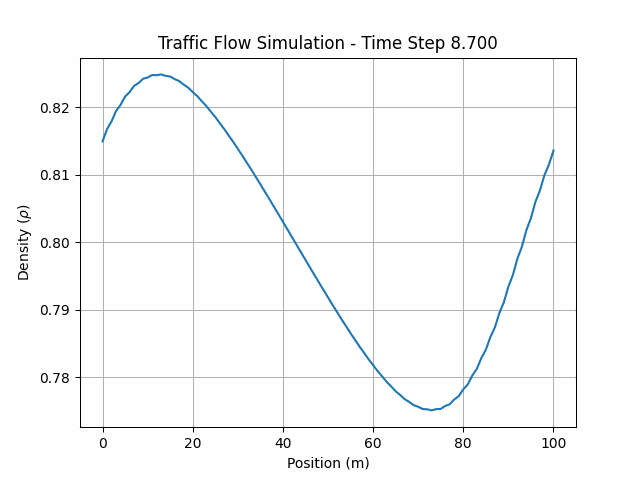 Traffic Flow Simulation - Time Step 8.700
Density (ρ)
0.82
0.81
0.80
0.79
0.78
0 20 40 60 80 100
Position (m)